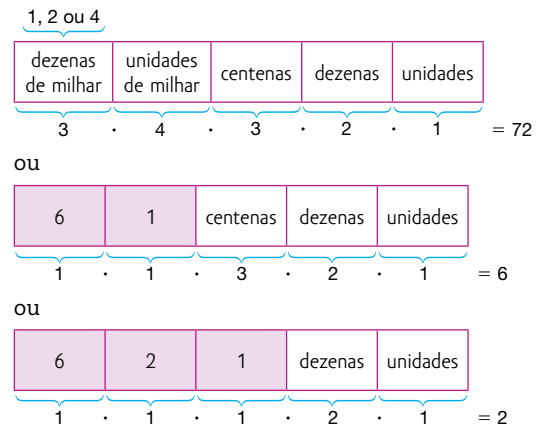 1, 2 ou 4
dezenas de milhar unidades de milhar centenas dezenas unidades
3 · 4 · 3 · 2 · 1 = 72
ou
6 1 centenas dezenas unidades
1 · 1 · 3 · 2 · 1 = 6
ou
6 2 1 dezenas unidades
1 · 1 · 1 · 2 · 1 = 2